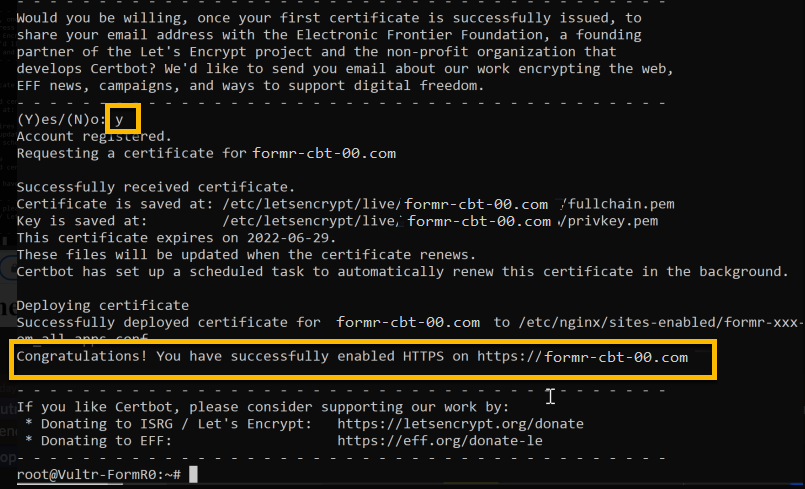 Would you be willing, once your first certificate is successfully issued, to
share your email address with the Electronic Frontier Foundation, a founding
partner of the Let's Encrypt project and the non-profit organization that
develops Certbot? We'd like to send you email about our work encrypting the web,
EFF news, campaigns, and ways to support digital freedom.
- - - - - - - - - - - - - - - - - - - - - - - - - - - - - - - - - - - - - - - -
(Y)es/(N)o: y
Account registered.
Requesting a certificate for formr-cbt-00.com
Successfully received certificate.
Certificate is saved at: /etc/letsencrypt/live/ formr-cbt-00.com /fullchain.pem
Key is saved at: /etc/letsencrypt/live/ formr-cbt-00.com /privkey.pem
This certificate expires on 2022-06-29.
These files will be updated when the certificate renews.
Certbot has set up a scheduled task to automatically renew this certificate in the background.
Deploying certificate
Successfully deployed certificate for formr-cbt-00.com to /etc/nginx/sites-enabled/formr-xxx-
om_all_apps.conf
Congratulations! You have successfully enabled HTTPS on https://formr-cbt-00.com
- - - - - - - - - - - - - - - - - - - - - - - - - - - - - - - - - - - - - - - -
If you like Certbot, please consider supporting our work by:
* Donating to ISRG / Let's Encrypt: https://letsencrypt.org/donate
* Donating to EFF: https://eff.org/donate-le
- - - - - - - - - - - - - - - - - - - - - - - - - - - - - - - - - - - - - - - -
root@Vultr-FormR0:~#